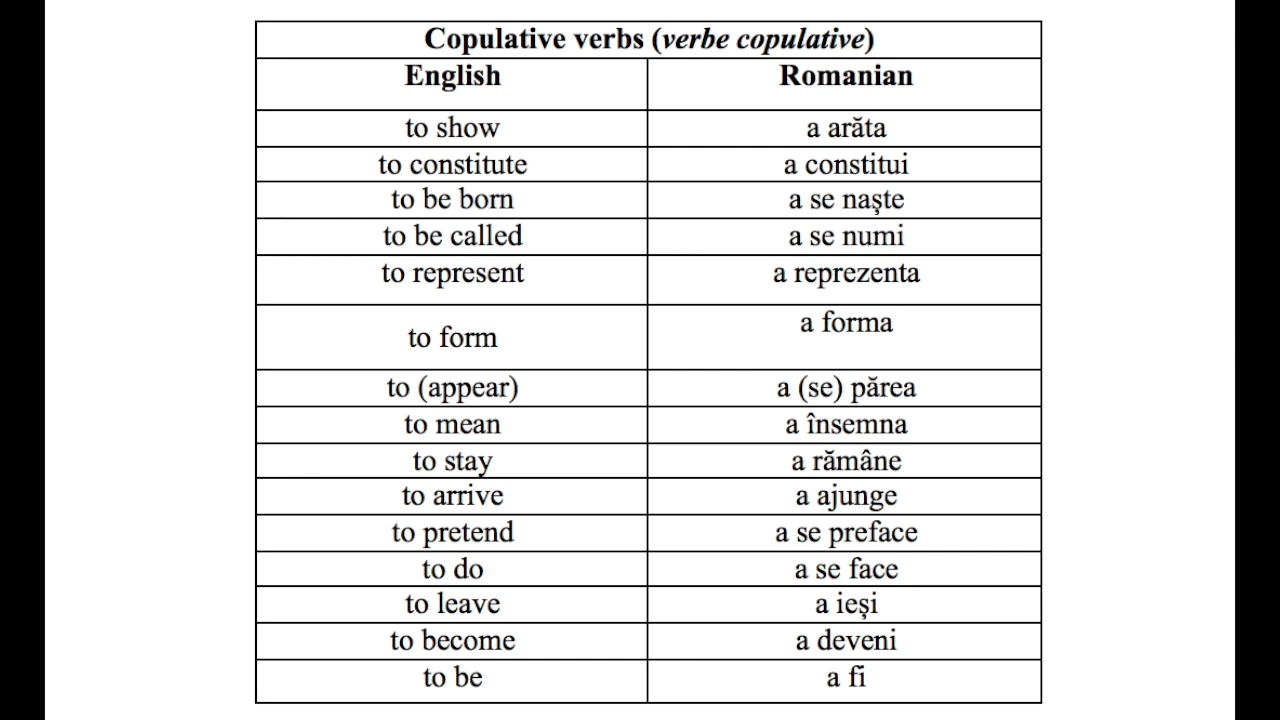 Copulative verbs (verbe copulative)
English Romanian
to show a arăta
to constitute a constitui
to be born a se naște
to be called a se numi
to represent a reprezenta
to form a forma
to (appear) a (se) părea
to mean a însemna
to stay a rămâne
to arrive a ajunge
to pretend a se preface
to do a se face
to leave a ieși
to become a deveni
to be a fi